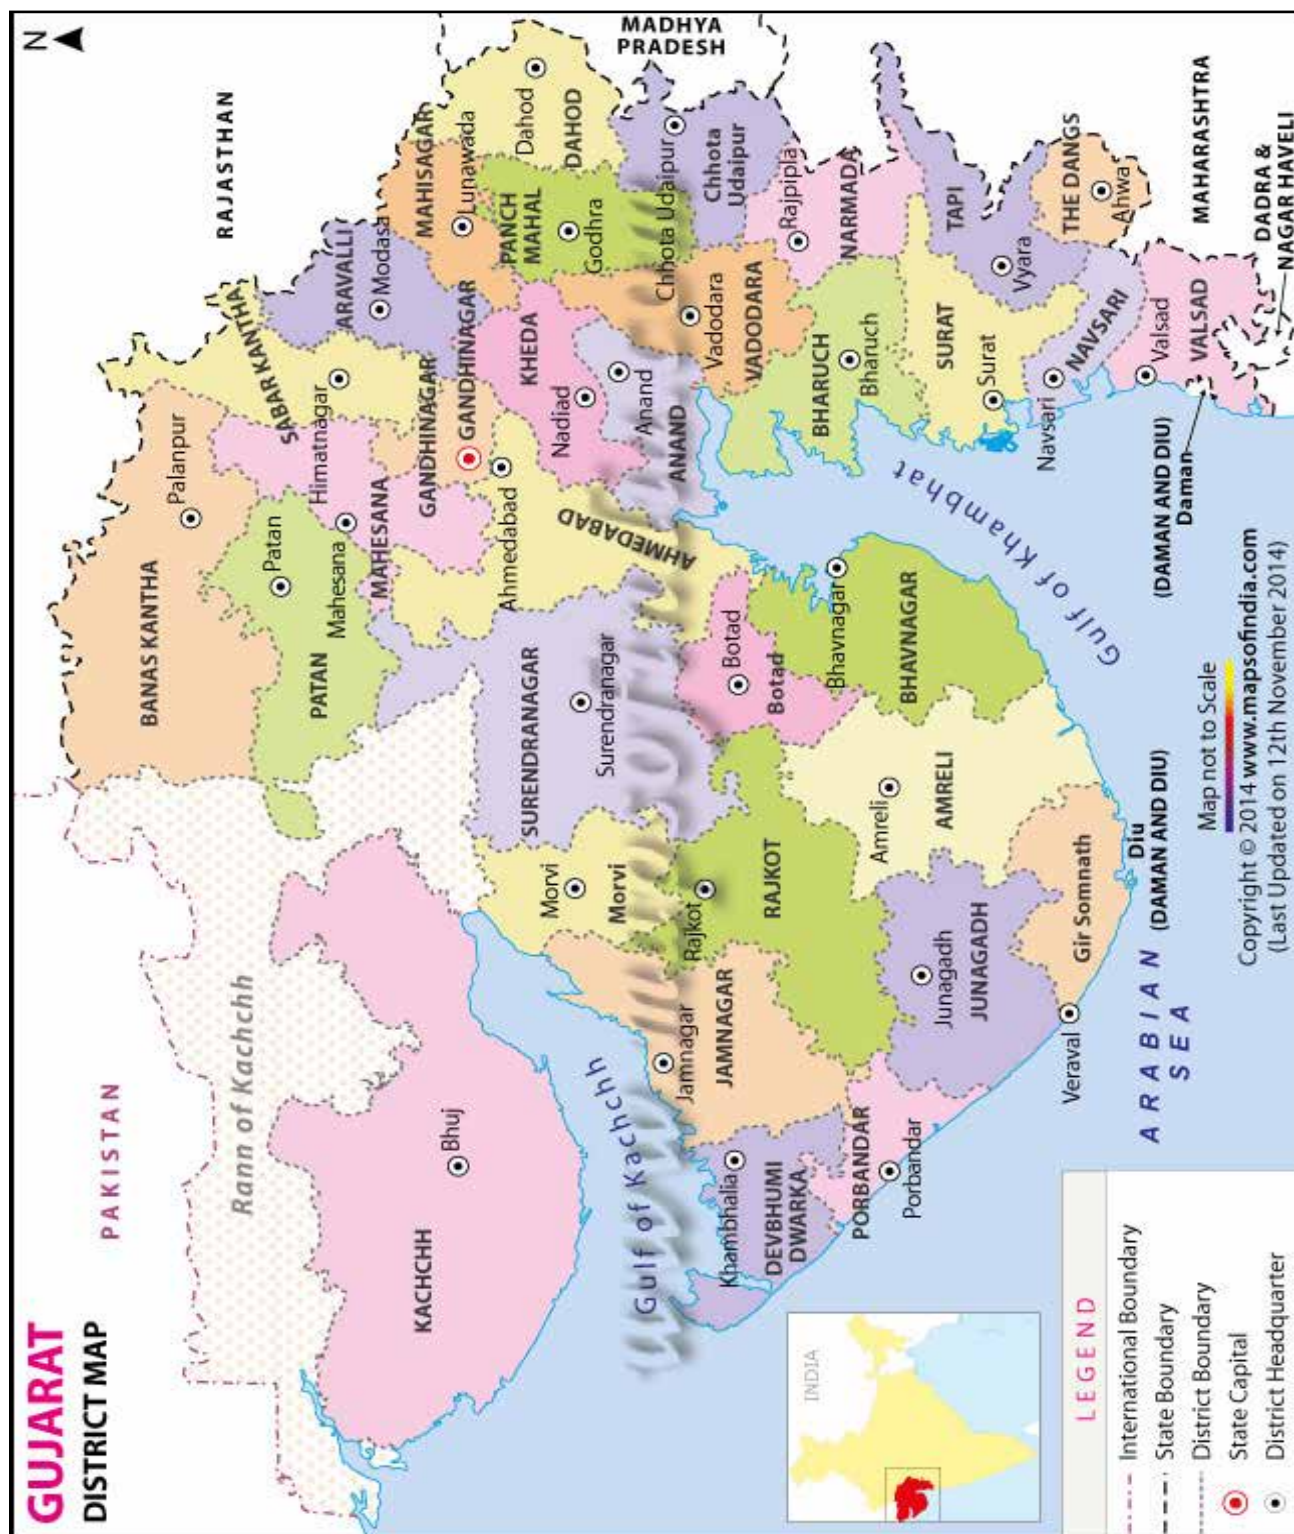 GUJARAT
DISTRICT MAP
N
PAKISTAN
RAJASTHAN
MADHYA
PRADESH
MAHARASHTRA
DADRA &
NAGAR HAVELI
Rann of Kachchh
KACHCHH
Bhuj
BANAS KANTHA
Palanpur
PATAN
Patan
MAHESANA
Mahesana
SABAR KANTHA
Himatnagar
ARAVALLI
Modasa
GANDHINAGAR
GANDHINAGAR
MAHISAGAR
Lunawada
PANCH
MAHAL
Godhra
DAHOD
Dahod
KHEDA
Nadiad
AHMEDABAD
Ahmedabad
ANAND
Anand
VADODARA
Vadodara
Chhota
Udaipur
Chhota Udaipur
NARMADA
Rajpipla
BHARUCH
Bharuch
SURAT
Surat
TAPI
Vyara
THE DANGS
Ahwa
NAVSARI
Navsari
VALSAD
Valsad
SURENDRANAGAR
Surendranagar
Morvi
Morvi
RAJKOT
Rajkot
JAMNAGAR
Jamnagar
DEVBHUMI
DWARKA
Khambhalia
PORBANDAR
Porbandar
JUNAGADH
Junagadh
Gir Somnath
Veraval
AMRELI
Amreli
Botad
Botad
BHAVNAGAR
Bhavnagar
Gulf of Kachchh
Gulf of Khambhat
ARABIAN
SEA
Diu
(DAMAN AND DIU)
(DAMAN AND DIU)
Daman
Map not to Scale
Copyright © 2014 www.mapsofindia.com
(Last Updated on 12th November 2014)
INDIA
LEGEND
International Boundary
State Boundary
District Boundary
State Capital
District Headquarter